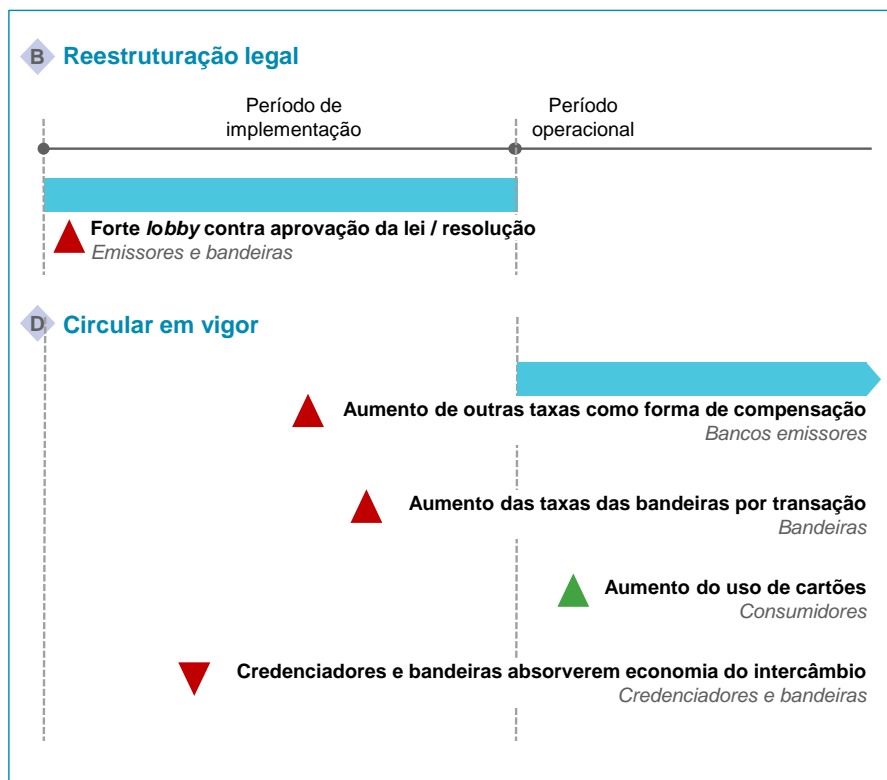 B Reestruturação legal
Período de
implementação
Período
operacional
Forte lobby contra aprovação da lei / resolução
Emissores e bandeiras
D Circular em vigor
Aumento de outras taxas como forma de compensação
Bancos emissores
Aumento das taxas das bandeiras por transação
Bandeiras
Aumento do uso de cartões
Consumidores
Credenciadores e bandeiras absorverem economia do intercâmbio
Credenciadores e bandeiras